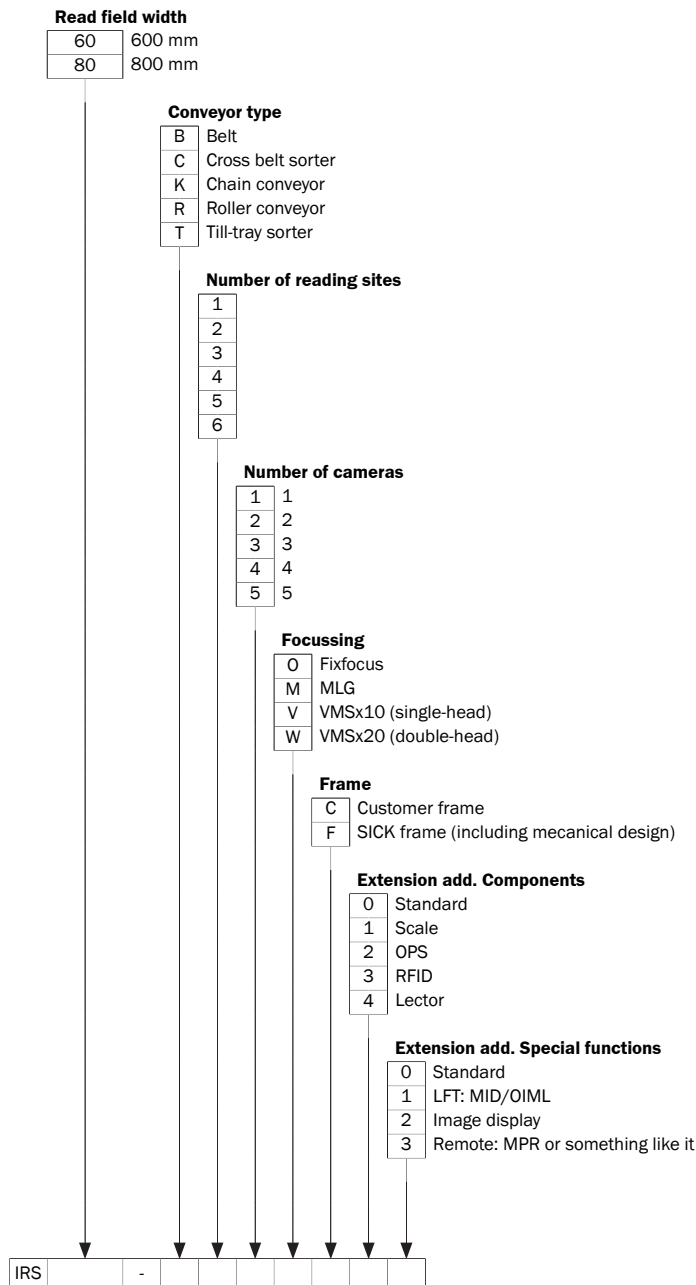 Read field width
60 600 mm
80 800 mm
Conveyor type
B Belt
C Cross belt sorter
K Chain conveyor
R Roller conveyor
T Till-tray sorter
Number of reading sites
1
2
3
4
5
6
Number of cameras
1 1
2 2
3 3
4 4
5 5
Focussing
0 Fixfocus
M MLG
V VMSx10 (single-head)
W VMSx20 (double-head)
Frame
C Customer frame
F SICK frame (including mecanical design)
Extension add. Components
0 Standard
1 Scale
2 OPS
3 RFID
4 Lector
Extension add. Special functions
0 Standard
1 LFT: MID/OIML
2 Image display
3 Remote: MPR or something like it
IRS -